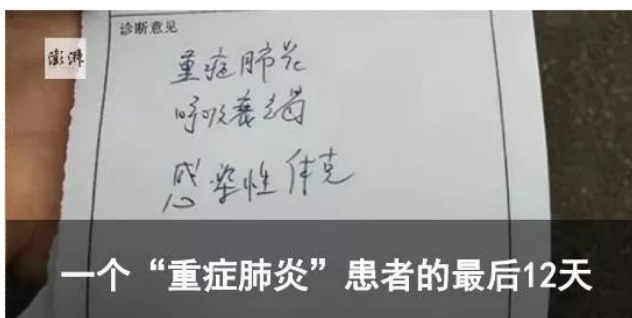 诊断意见
澎湃
重症肺炎
呼吸衰竭
感染性休克
一个“重症肺炎”患者的最后12天